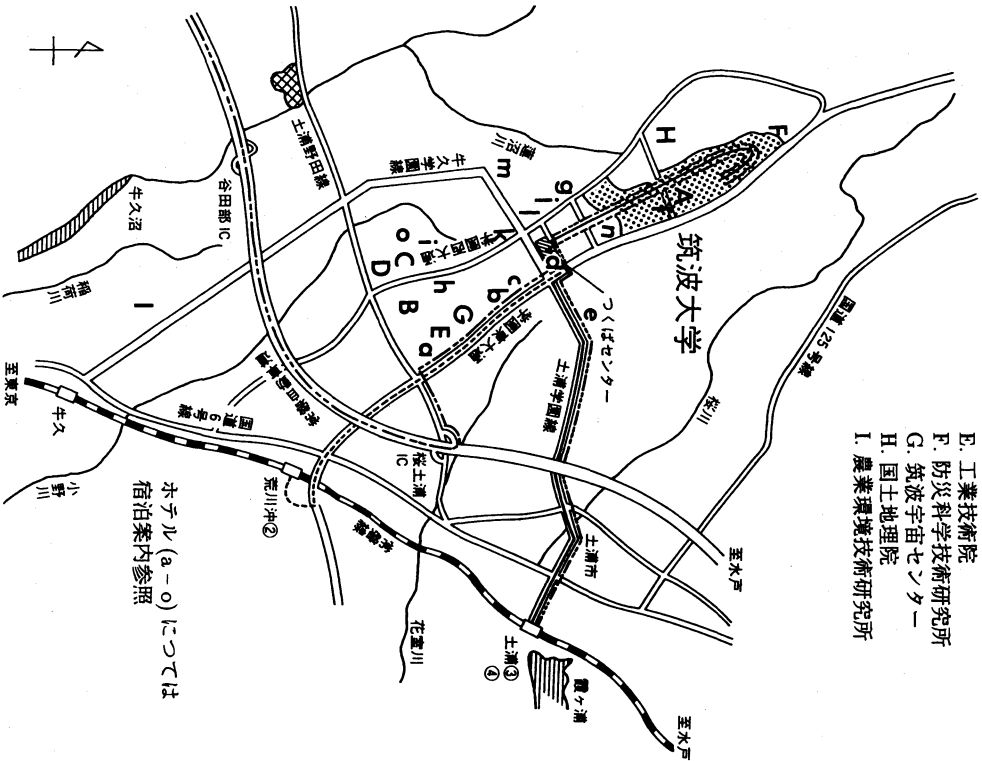 E. 工業技術院
F. 防災科学技術研究所
G. 筑波宇宙センター
H. 国土地理院
I. 農業環境技術研究所
筑波大学
つくばセンター
国道125号線
桜川
蓮沼川
牛久学園線
土浦野田線
学園西大通
学園東大通
土浦学園線
谷田部IC
牛久沼
稲荷川
常磐自動車道
国道6号線
桜土浦
IC
土浦市
至水戸
至水戸
至東京
牛久
小野川
荒川沖②
常磐線
花室川
土浦③
④
霞ヶ浦
F
H
A
g
i
l
n
m
k
d
e
c
b
o
C
i
h
D
B
G
E
a
I
ホテル(a-o)につては
宿泊案内参照